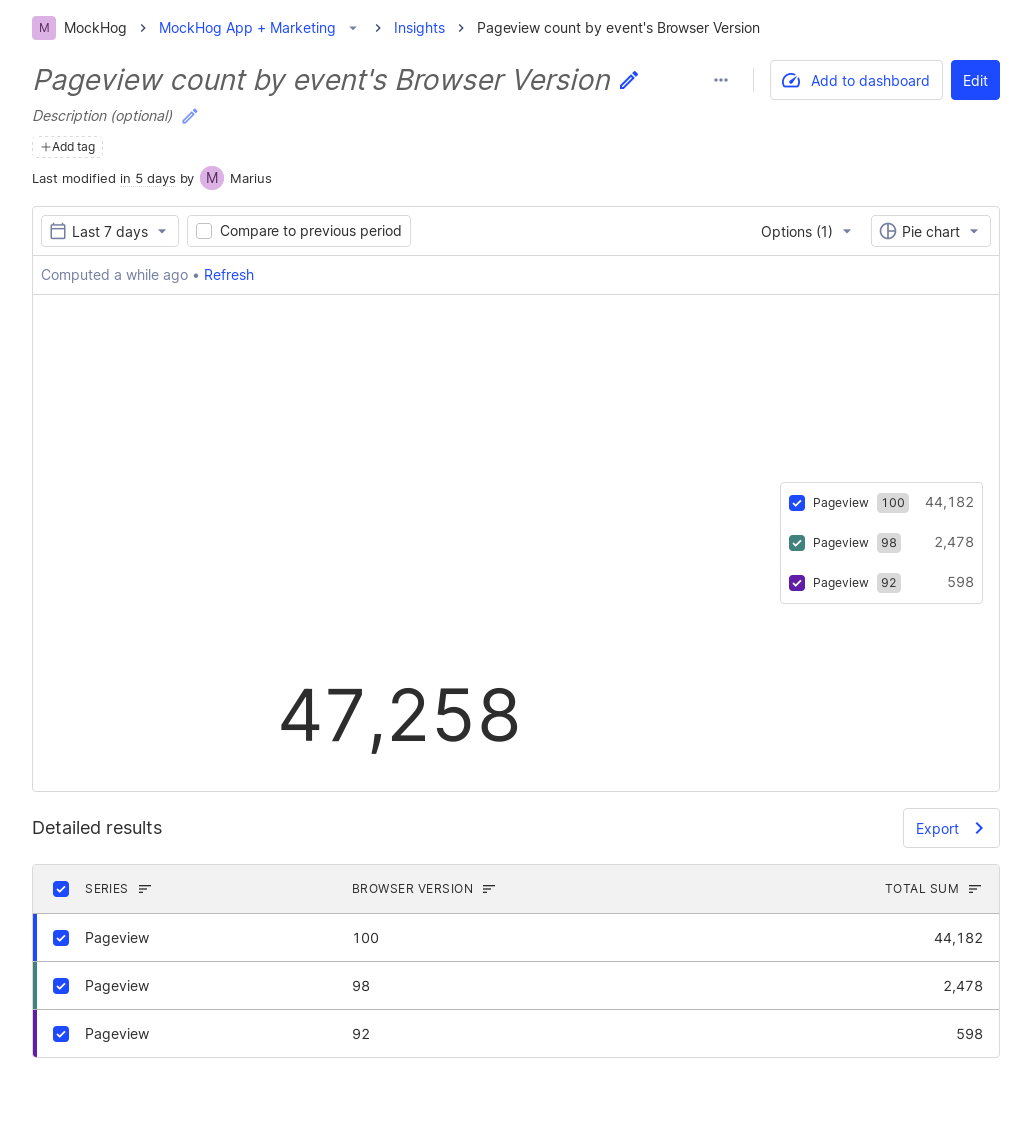 M MockHog > MockHog App + Marketing > Insights > Pageview count by event's Browser Version
Pageview count by event's Browser Version
Add to dashboard Edit
Description (optional)
Add tag
Last modified in 5 days by M Marius
Last 7 days Compare to previous period Options (1) Pie chart
Computed a while ago • Refresh
Pageview 100 44,182
Pageview 98 2,478
Pageview 92 598
47,258
Detailed results Export
SERIES BROWSER VERSION TOTAL SUM
Pageview 100 44,182
Pageview 98 2,478
Pageview 92 598